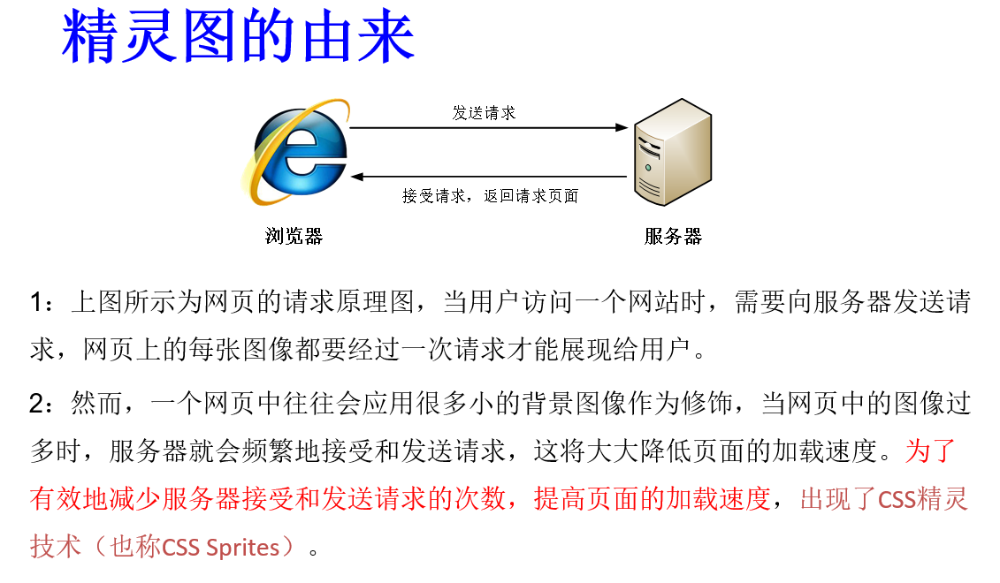 精灵图的由来
发送请求
接受请求，返回请求页面
浏览器
服务器
1：上图所示为网页的请求原理图，当用户访问一个网站时，需要向服务器发送请
求，网页上的每张图像都要经过一次请求才能展现给用户。
2：然而，一个网页中往往会应用很多小的背景图像作为修饰，当网页中的图像过
多时，服务器就会频繁地接受和发送请求，这将大大降低页面的加载速度。为了
有效地减少服务器接受和发送请求的次数，提高页面的加载速度，出现了CSS精灵
技术（也称CSS Sprites）。